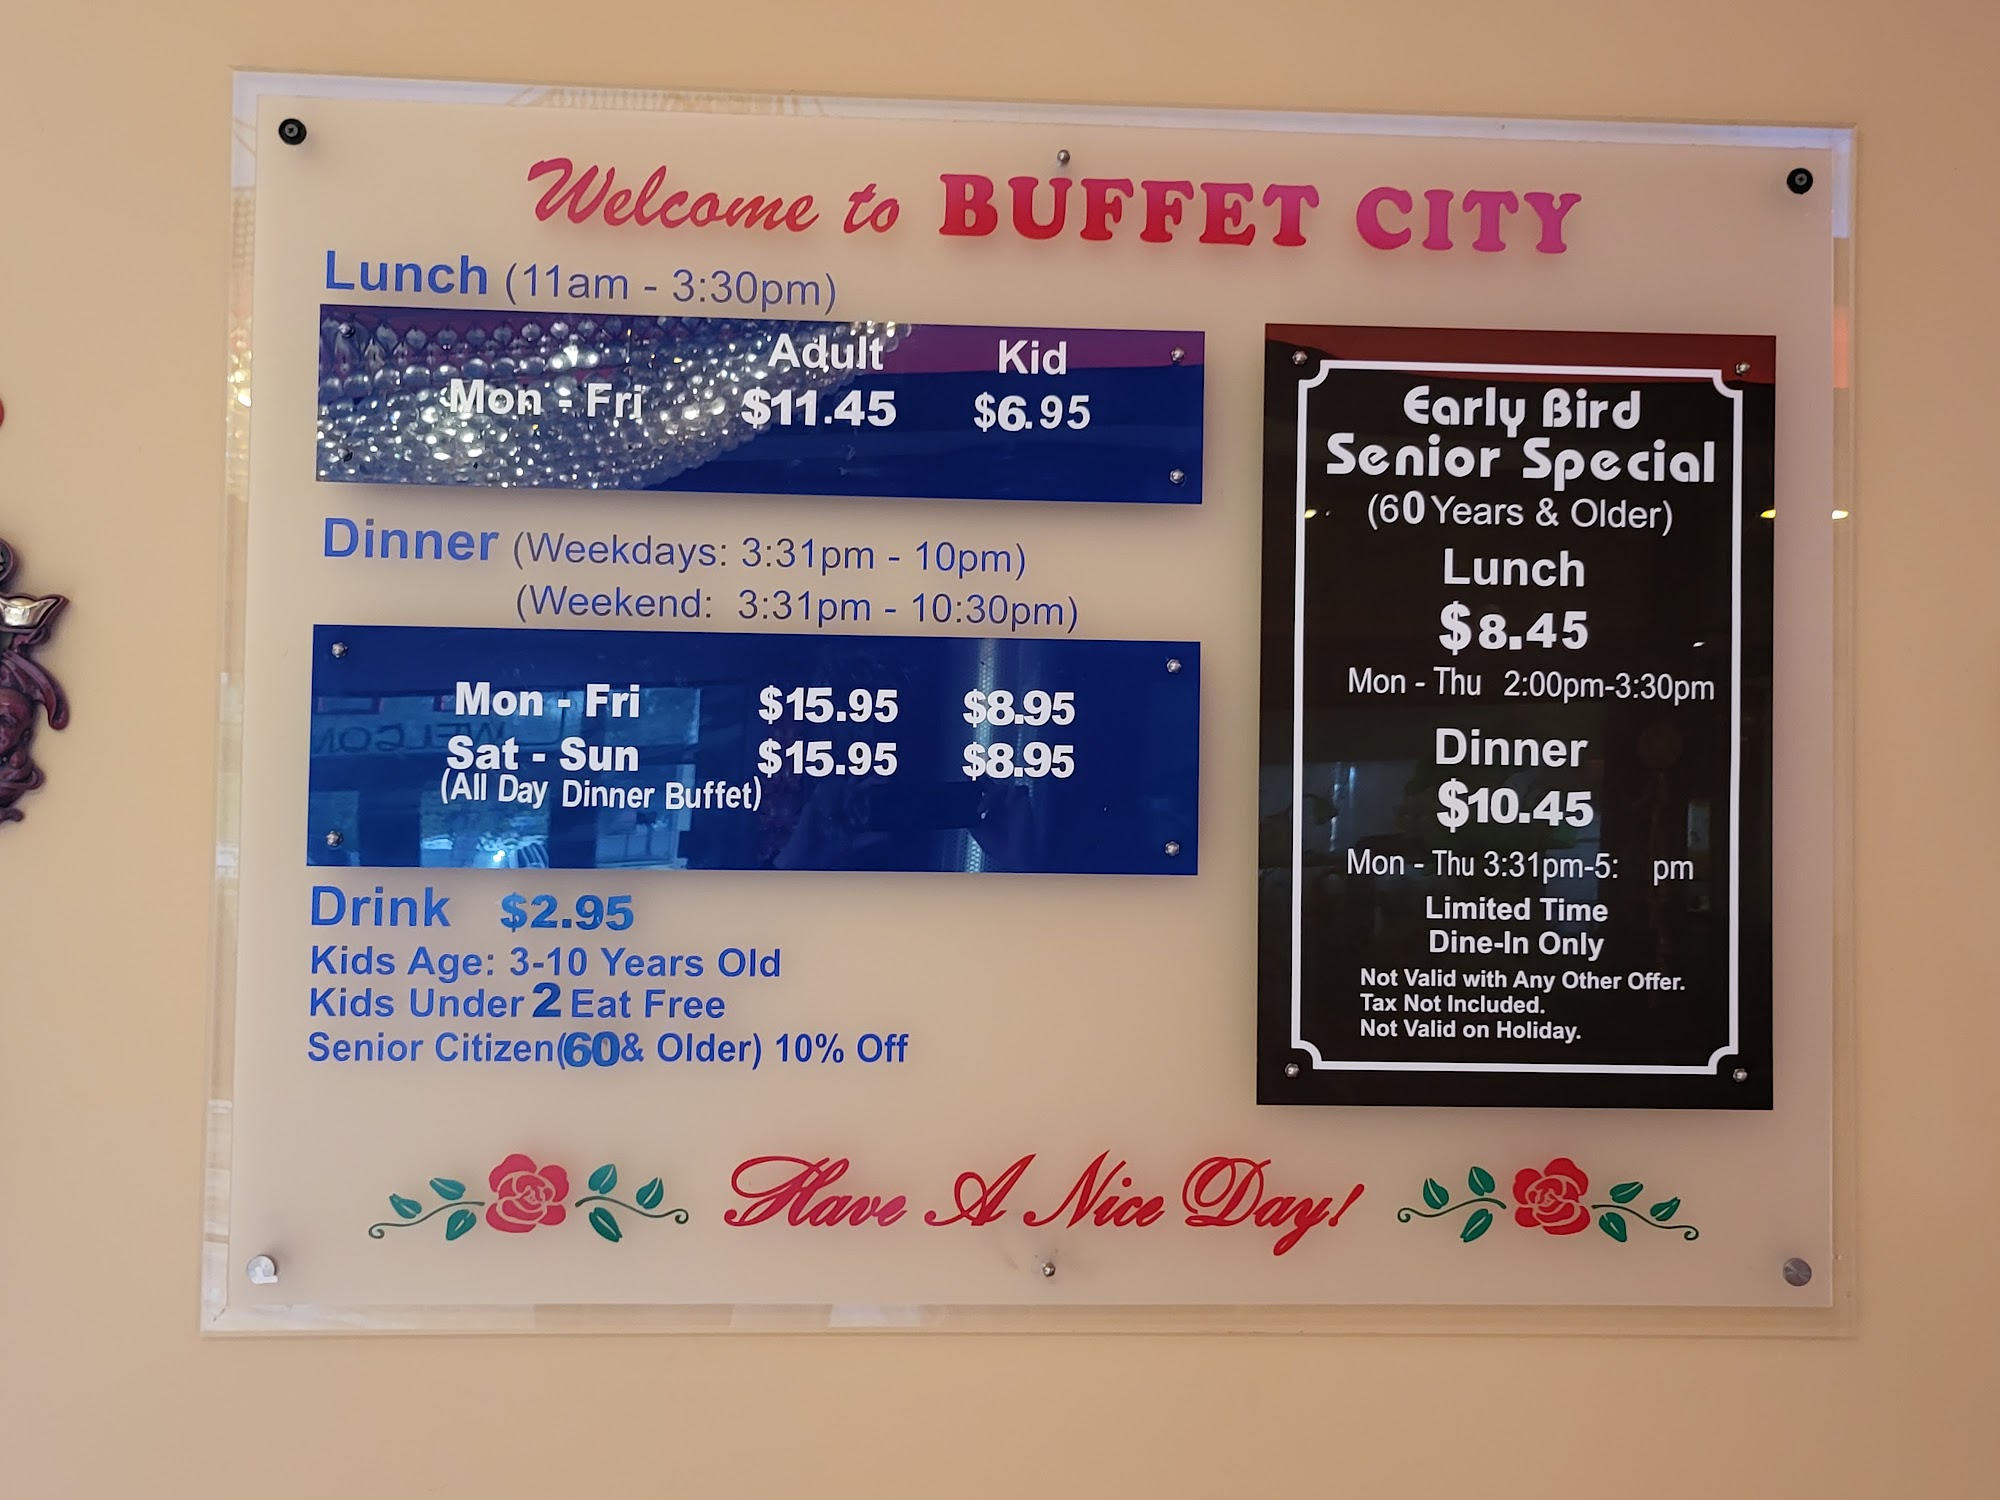 Welcome to BUFFET CITY
Lunch (11am - 3:30pm)
Adult Kid
Mon - Fri $11.45 $6.95
Dinner (Weekdays: 3:31pm - 10pm)
(Weekend: 3:31pm - 10:30pm)
Mon - Fri $15.95 $8.95
Sat - Sun $15.95 $8.95
(All Day Dinner Buffet)
Drink $2.95
Kids Age: 3-10 Years Old
Kids Under 2 Eat Free
Senior Citizen(60& Older) 10% Off
Early Bird
Senior Special
(60 Years & Older)
Lunch
$8.45
Mon - Thu 2:00pm-3:30pm
Dinner
$10.45
Mon - Thu 3:31pm-5: pm
Limited Time
Dine-In Only
Not Valid with Any Other Offer.
Tax Not Included.
Not Valid on Holiday.
Have A Nice Day!